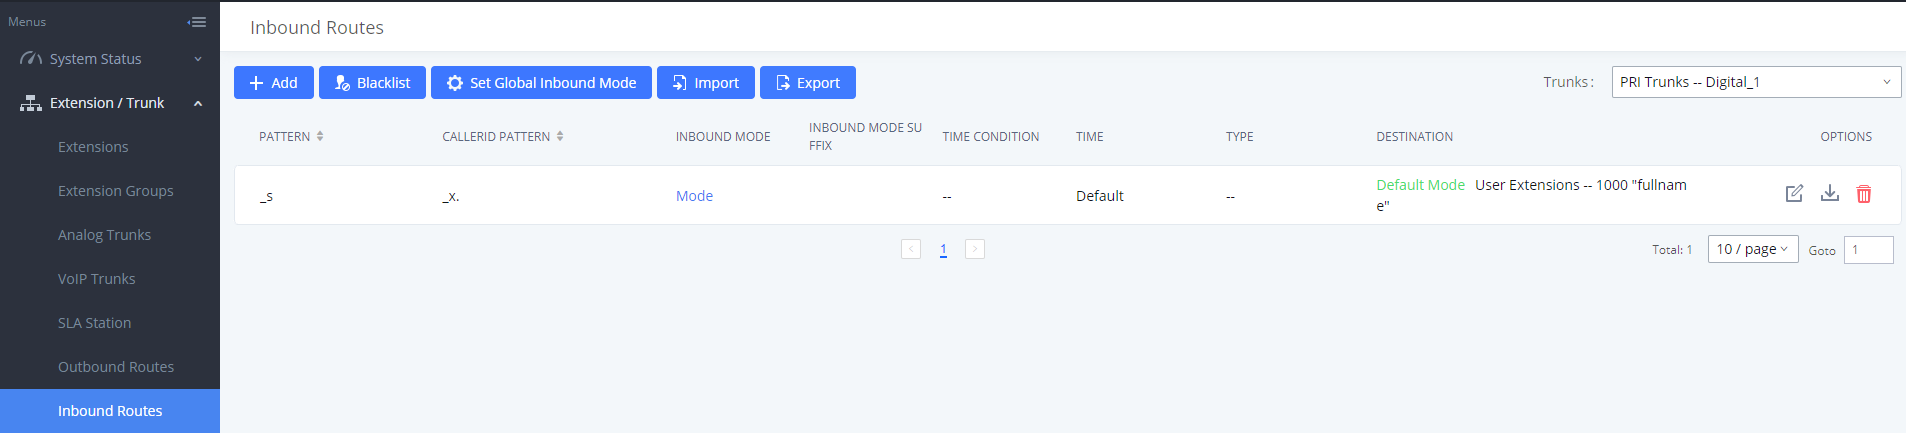 Menus
Inbound Routes
System Status
Extension / Trunk
Extensions
Extension Groups
Analog Trunks
VoIP Trunks
SLA Station
Outbound Routes
Inbound Routes
Add Blacklist Set Global Inbound Mode Import Export Trunks : PRI Trunks -- Digital_1
PATTERN CALLERID PATTERN INBOUND MODE INBOUND MODE SU
FFIX TIME CONDITION TIME TYPE DESTINATION OPTIONS
_s _x. Mode -- Default -- Default Mode User Extensions -- 1000 "fullnam
e"
1 Total: 1 10 / page Goto 1